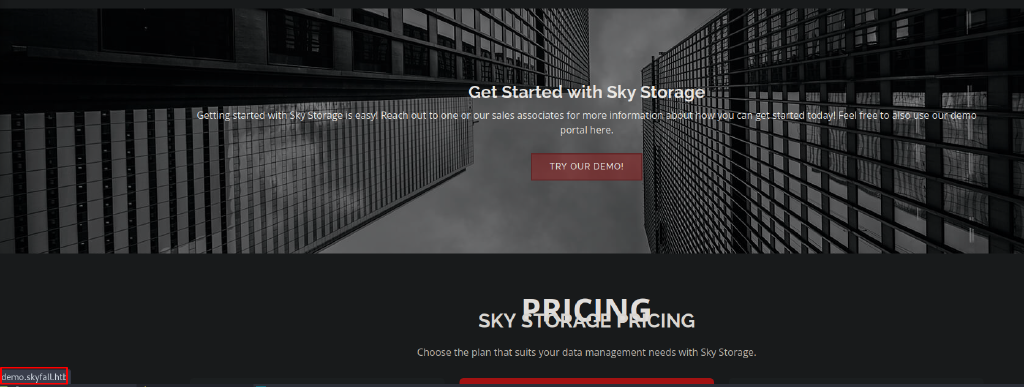 Get Started with Sky Storage
Getting started with Sky Storage is easy! Reach out to one or our sales associates for more information about how you can get started today! Feel free to also use our demo
portal here.
TRY OUR DEMO!
PRICING
SKY STORAGE PRICING
Choose the plan that suits your data management needs with Sky Storage.
demo.skyfall.htb